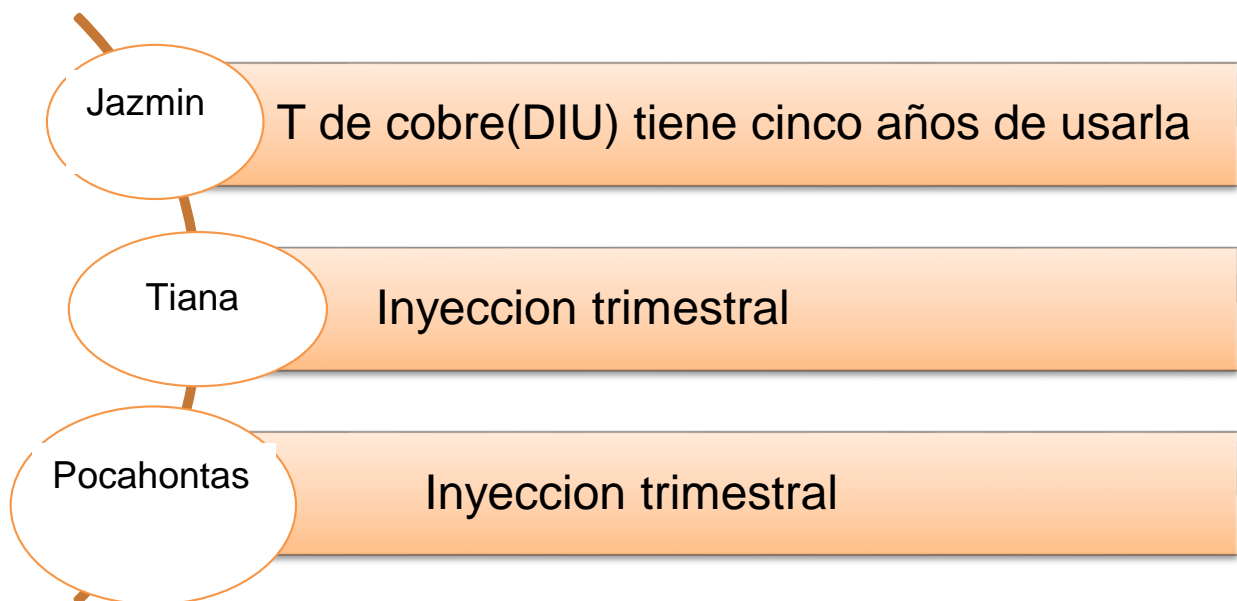 Jazmin
T de cobre(DIU) tiene cinco años de usarla
Tiana
Inyeccion trimestral
Pocahontas
Inyeccion trimestral